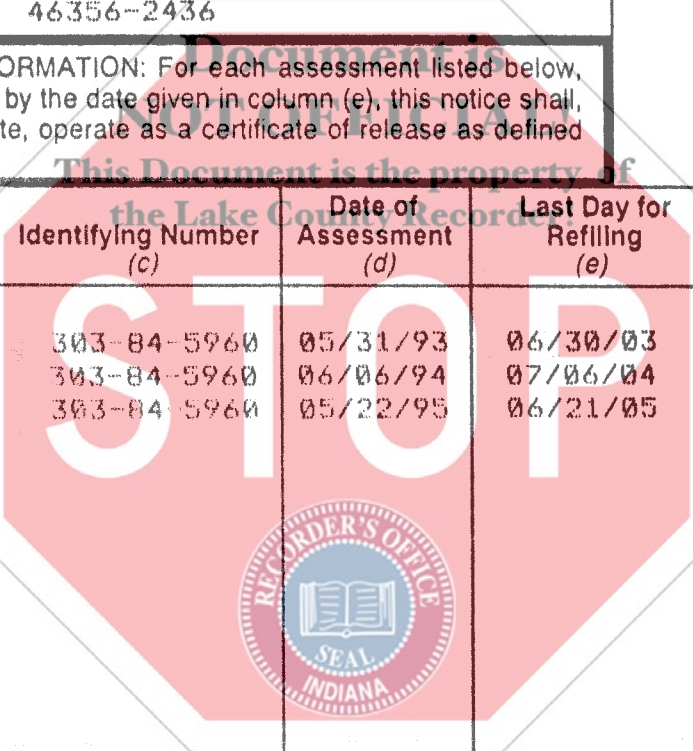 46356-2436
Document is
ORMATION: For each assessment listed below,
NOT OFFICIAL!
by the date given in column (e), this notice shall,
te, operate as a certificate of release as defined
This Document is the property of
the Lake County Recorder!
Identifying Number
(c)
Date of
Assessment
(d)
Last Day for
Refiling
(e)
303-84-5960 05/31/93 06/30/03
303-84-5960 06/06/94 07/06/04
303-84-5960 05/22/95 06/21/05
STOP
RECORDER'S OFFICE
SEAL
INDIANA